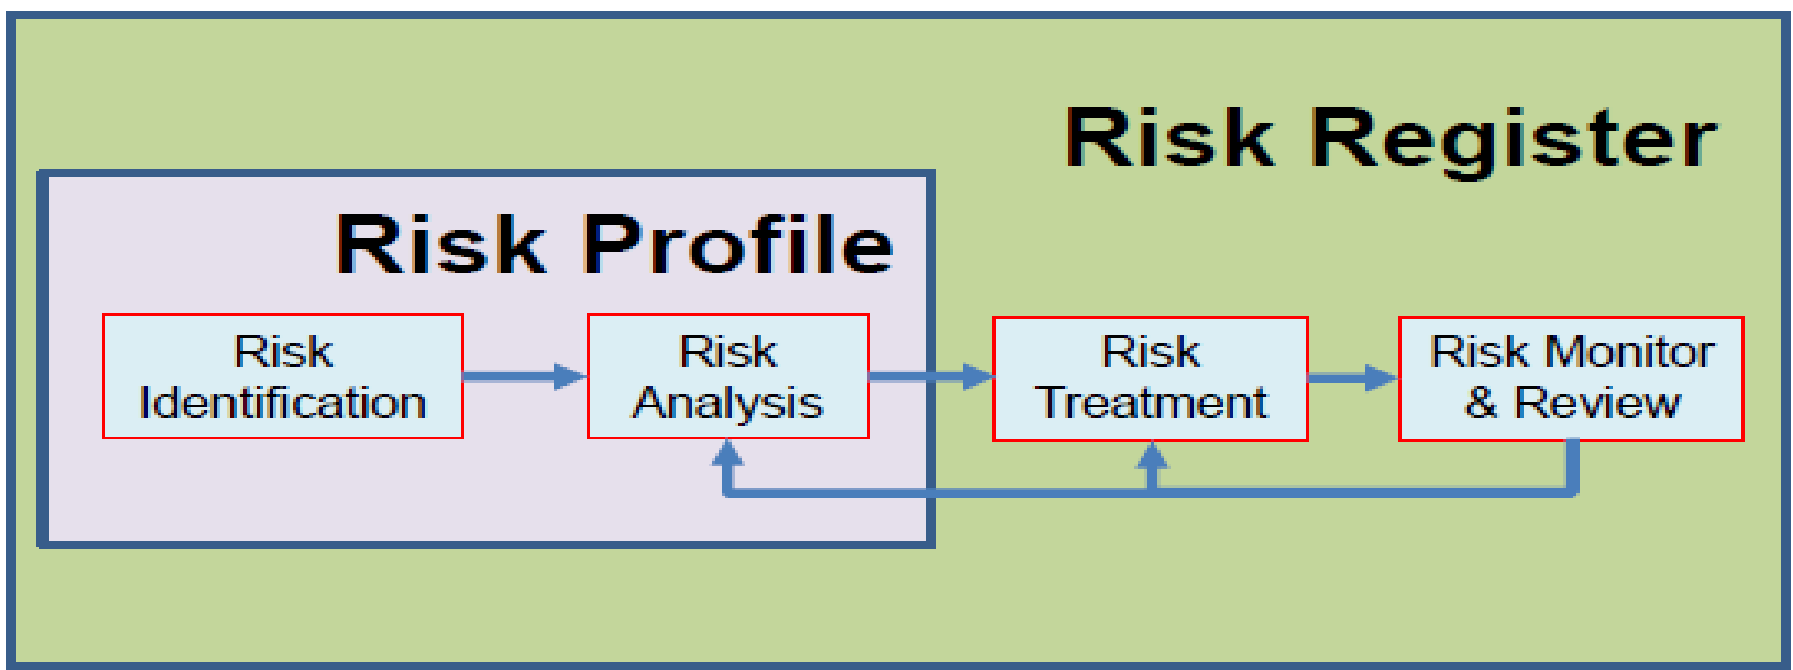 Risk Register
Risk Profile
Risk
Identification
Risk
Analysis
Risk
Treatment
Risk Monitor
& Review